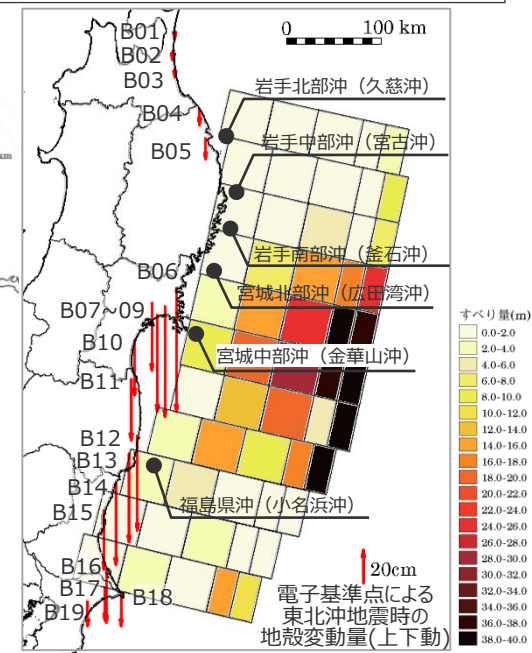 0 100 km
B01
B02
B03
B04
B05
岩手北部沖（久慈沖）
岩手中部沖（宮古沖）
岩手南部沖（釜石沖）
B06
宮城北部沖（広田湾沖）
B07～09
B10
宮城中部沖（金華山沖）
B11
B12
B13
B14
B15
福島県沖（小名浜沖）
B16
B17
B18
B19
20cm
電子基準点による
東北沖地震時の
地殻変動量(上下動)
km
すべり量(m)
0.0-2.0
2.0-4.0
4.0-6.0
6.0-8.0
8.0-10.0
10.0-12.0
12.0-14.0
14.0-16.0
16.0-18.0
18.0-20.0
20.0-22.0
22.0-24.0
24.0-26.0
26.0-28.0
28.0-30.0
30.0-32.0
32.0-34.0
34.0-36.0
36.0-38.0
38.0-40.0